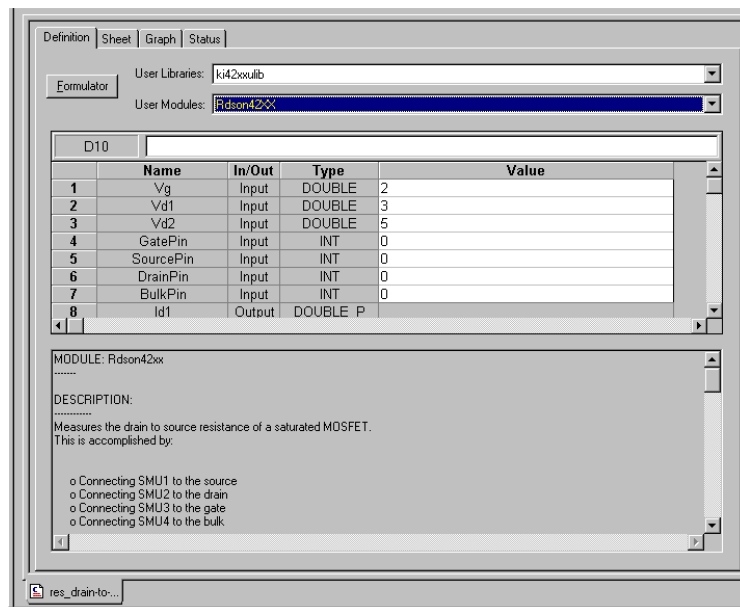 Definition Sheet Graph Status
Formulator
User Libraries: ki42xxulib
User Modules: Rdson42XX
D10
Name In/Out Type Value
1 Vg Input DOUBLE 2
2 Vd1 Input DOUBLE 3
3 Vd2 Input DOUBLE 5
4 GatePin Input INT 0
5 SourcePin Input INT 0
6 DrainPin Input INT 0
7 BulkPin Input INT 0
8 Id1 Output DOUBLE P
MODULE: Rdson42xx
-------
DESCRIPTION:
------------
Measures the drain to source resistance of a saturated MOSFET.
This is accomplished by:
o Connecting SMU1 to the source
o Connecting SMU2 to the drain
o Connecting SMU3 to the gate
o Connecting SMU4 to the bulk
res_drain-to-...